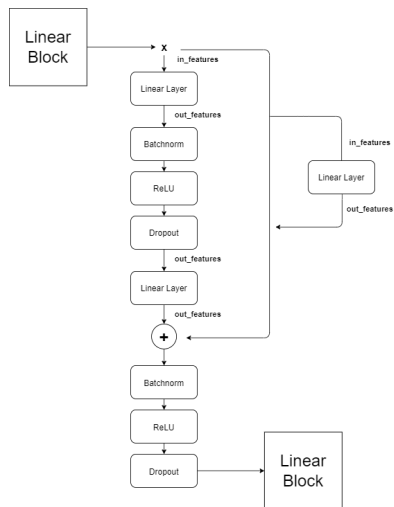 Linear
Block
x
in_features
Linear Layer
out_features
Batchnorm
ReLU
Dropout
out_features
Linear Layer
out_features
+
Batchnorm
ReLU
Dropout
in_features
Linear Layer
out_features
Linear
Block